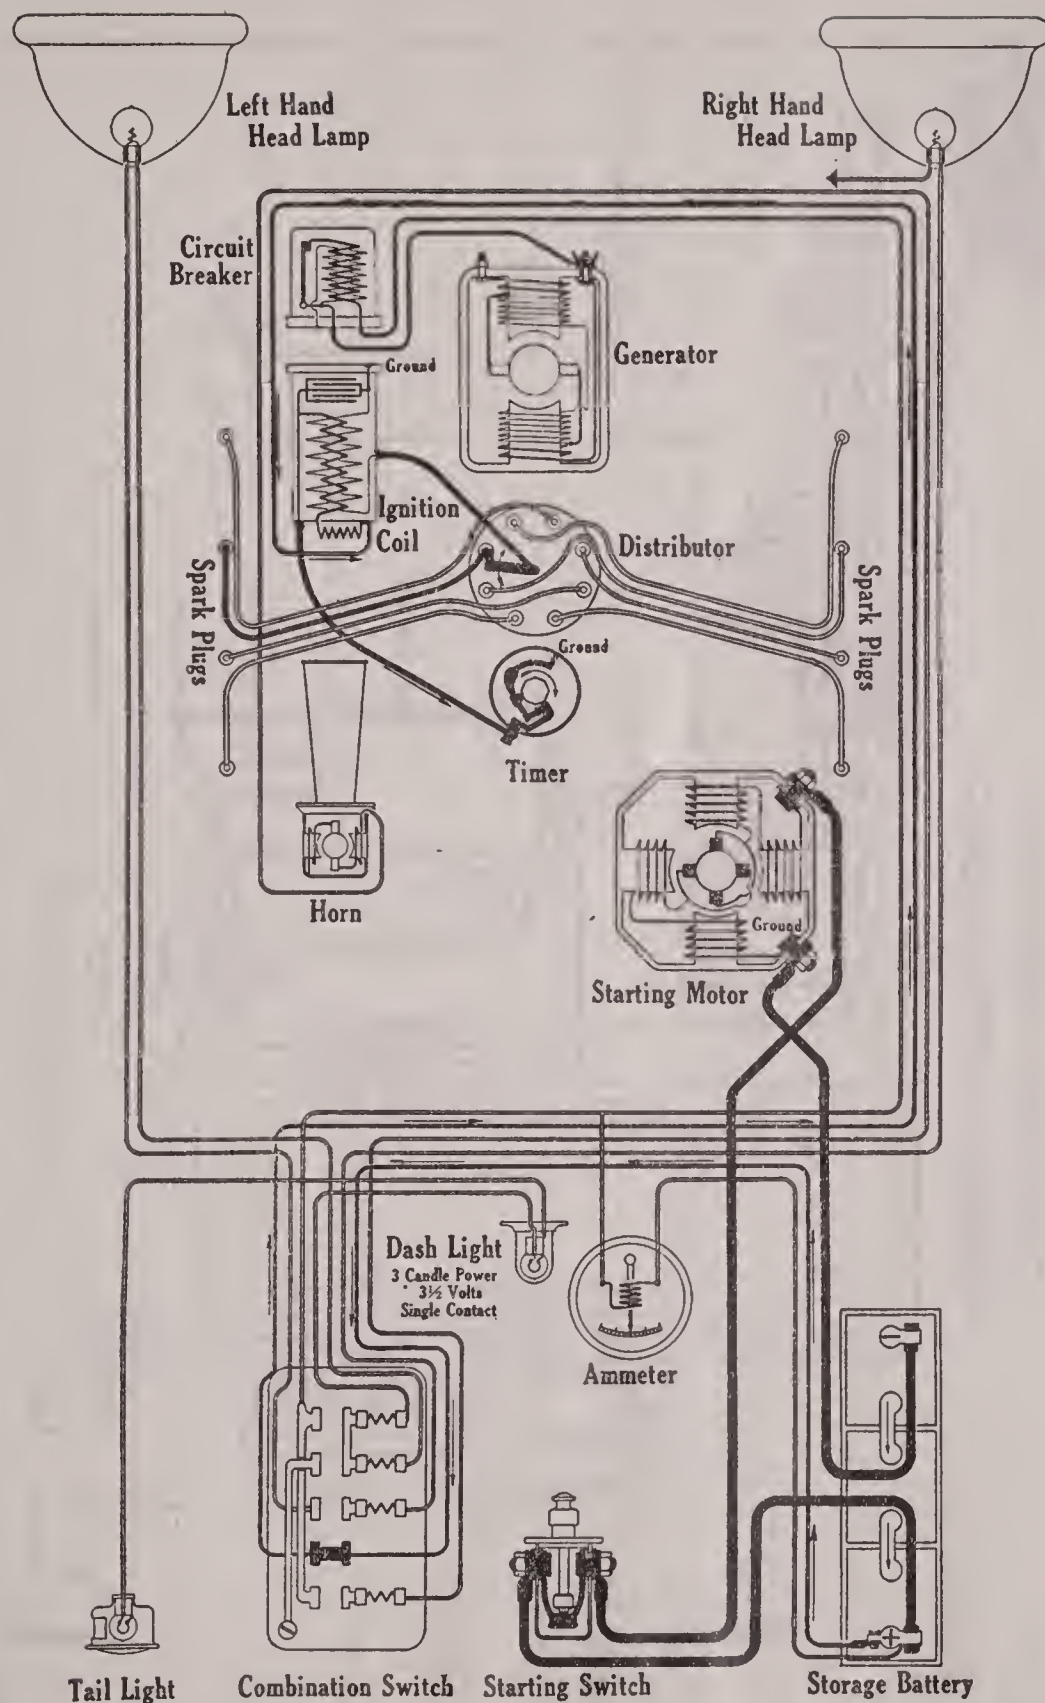 Left Hand
Head Lamp
Right Hand
Head Lamp
Circuit
Breaker
Generator
Ground
Ignition
Coil
Distributor
Spark Plugs
Spark Plugs
Ground
Timer
Horn
Ground
Starting Motor
Dash Light
3 Candle Power
3½ Volts
Single Contact
Ammeter
Tail Light
Combination Switch
Starting Switch
Storage Battery